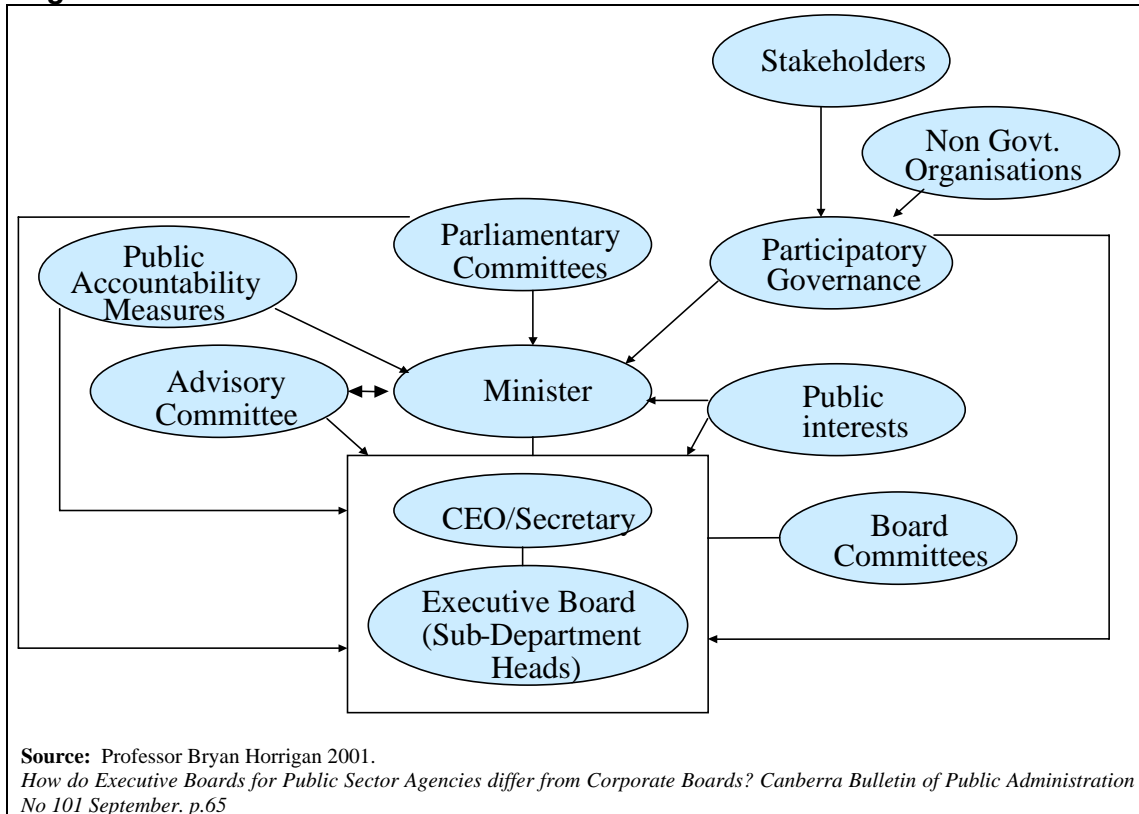 Stakeholders
Non Govt.
Organisations
Parliamentary
Committees
Participatory
Governance
Public
Accountability
Measures
Advisory
Committee
Minister
Public
interests
CEO/Secretary
Board
Committees
Executive Board
(Sub-Department
Heads)
Source: Professor Bryan Horrigan 2001.
How do Executive Boards for Public Sector Agencies differ from Corporate Boards? Canberra Bulletin of Public Administration
No 101 September. p.65